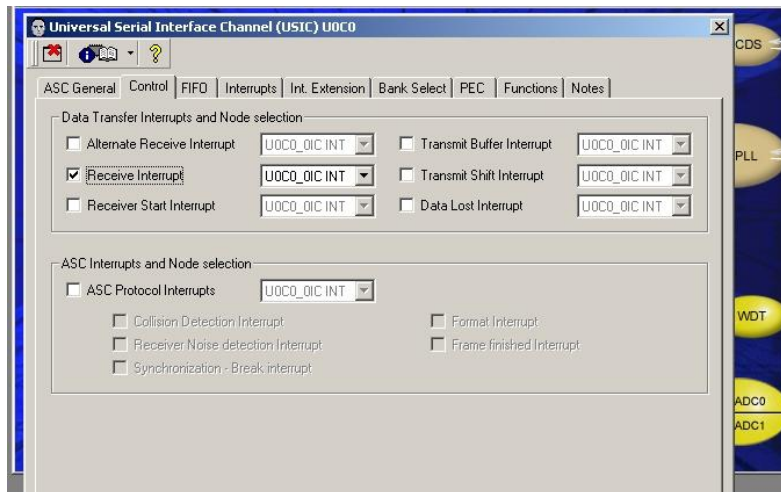 Universal Serial Interface Channel (USIC) U0C0
CDS
ASC General Control FIFO Interrupts Int. Extension Bank Select PEC Functions Notes
Data Transfer Interrupts and Node selection
Alternate Receive Interrupt U0C0_0IC INT Transmit Buffer Interrupt U0C0_0IC INT
PLL
Receive Interrupt U0C0_0IC INT Transmit Shift Interrupt U0C0_0IC INT
Receiver Start Interrupt U0C0_0IC INT Data Lost Interrupt U0C0_0IC INT
ASC Interrupts and Node selection
ASC Protocol Interrupts U0C0_0IC INT
Collision Detection Interrupt Format Interrupt
WDT
Receiver Noise detection Interrupt Frame finished Interrupt
Synchronization - Break interrupt
ADC0
ADC1